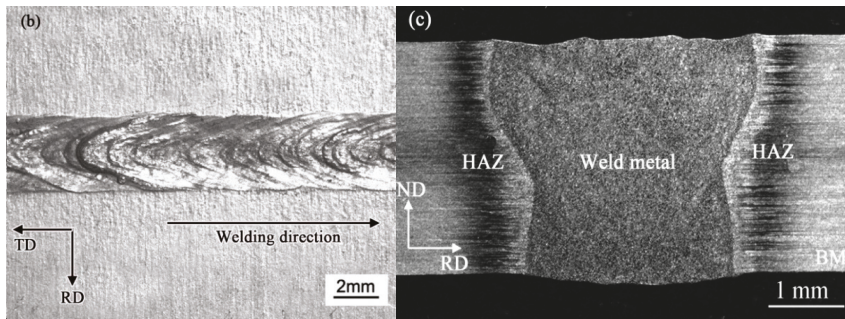 (b)
TD
RD
Welding direction
2mm
(c)
HAZ
Weld metal
HAZ
ND
RD
BM
1 mm